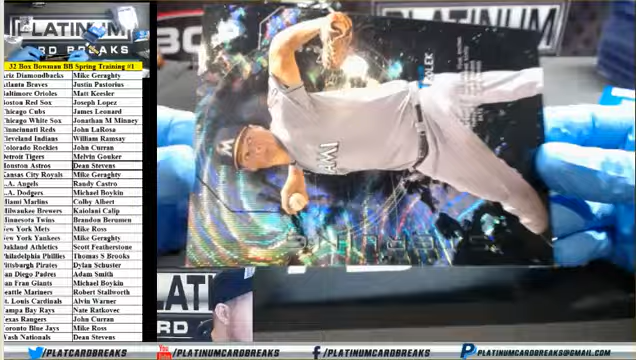 PLATINUM
CARD BREAKS
32 Box Bowman BB Spring Training #1
Ariz Diamondbacks Mike Geraghty
Atlanta Braves Justin Pastorius
Baltimore Orioles Matt Keesler
Boston Red Sox Joseph Lopez
Chicago Cubs James Leonard
Chicago White Sox Jonathan M Minney
Cincinnati Reds John LaRosa
Cleveland Indians William Ramsay
Colorado Rockies John Curran
Detroit Tigers Melvin Gouker
Houston Astros Dean Stevens
Kansas City Royals Mike Geraghty
L.A. Angels Randy Castro
L.A. Dodgers Michael Boykin
Miami Marlins Colby Albert
Milwaukee Brewers Kaiolani Calip
Minnesota Twins Brandon Berumen
New York Mets Mike Ross
New York Yankees Mike Geraghty
Oakland Athletics Scott Featherstone
Philadelphia Phillies Thomas S Brooks
Pittsburgh Pirates Dylan Schuster
San Diego Padres Adam Smith
San Fran Giants Michael Boykin
Seattle Mariners Robert Stallworth
St. Louis Cardinals Alvin Warner
Tampa Bay Rays Nate Ratkovec
Texas Rangers John Curran
Toronto Blue Jays Mike Ross
Wash Nationals Dean Stevens
PLATINUM
MIAMI
/PLATCARDBREAKS
/PLATINUMCARDBREAKS
/PLATINUMCARDBREAKS
PLATINUMCARDBREAKS@GMAIL.COM